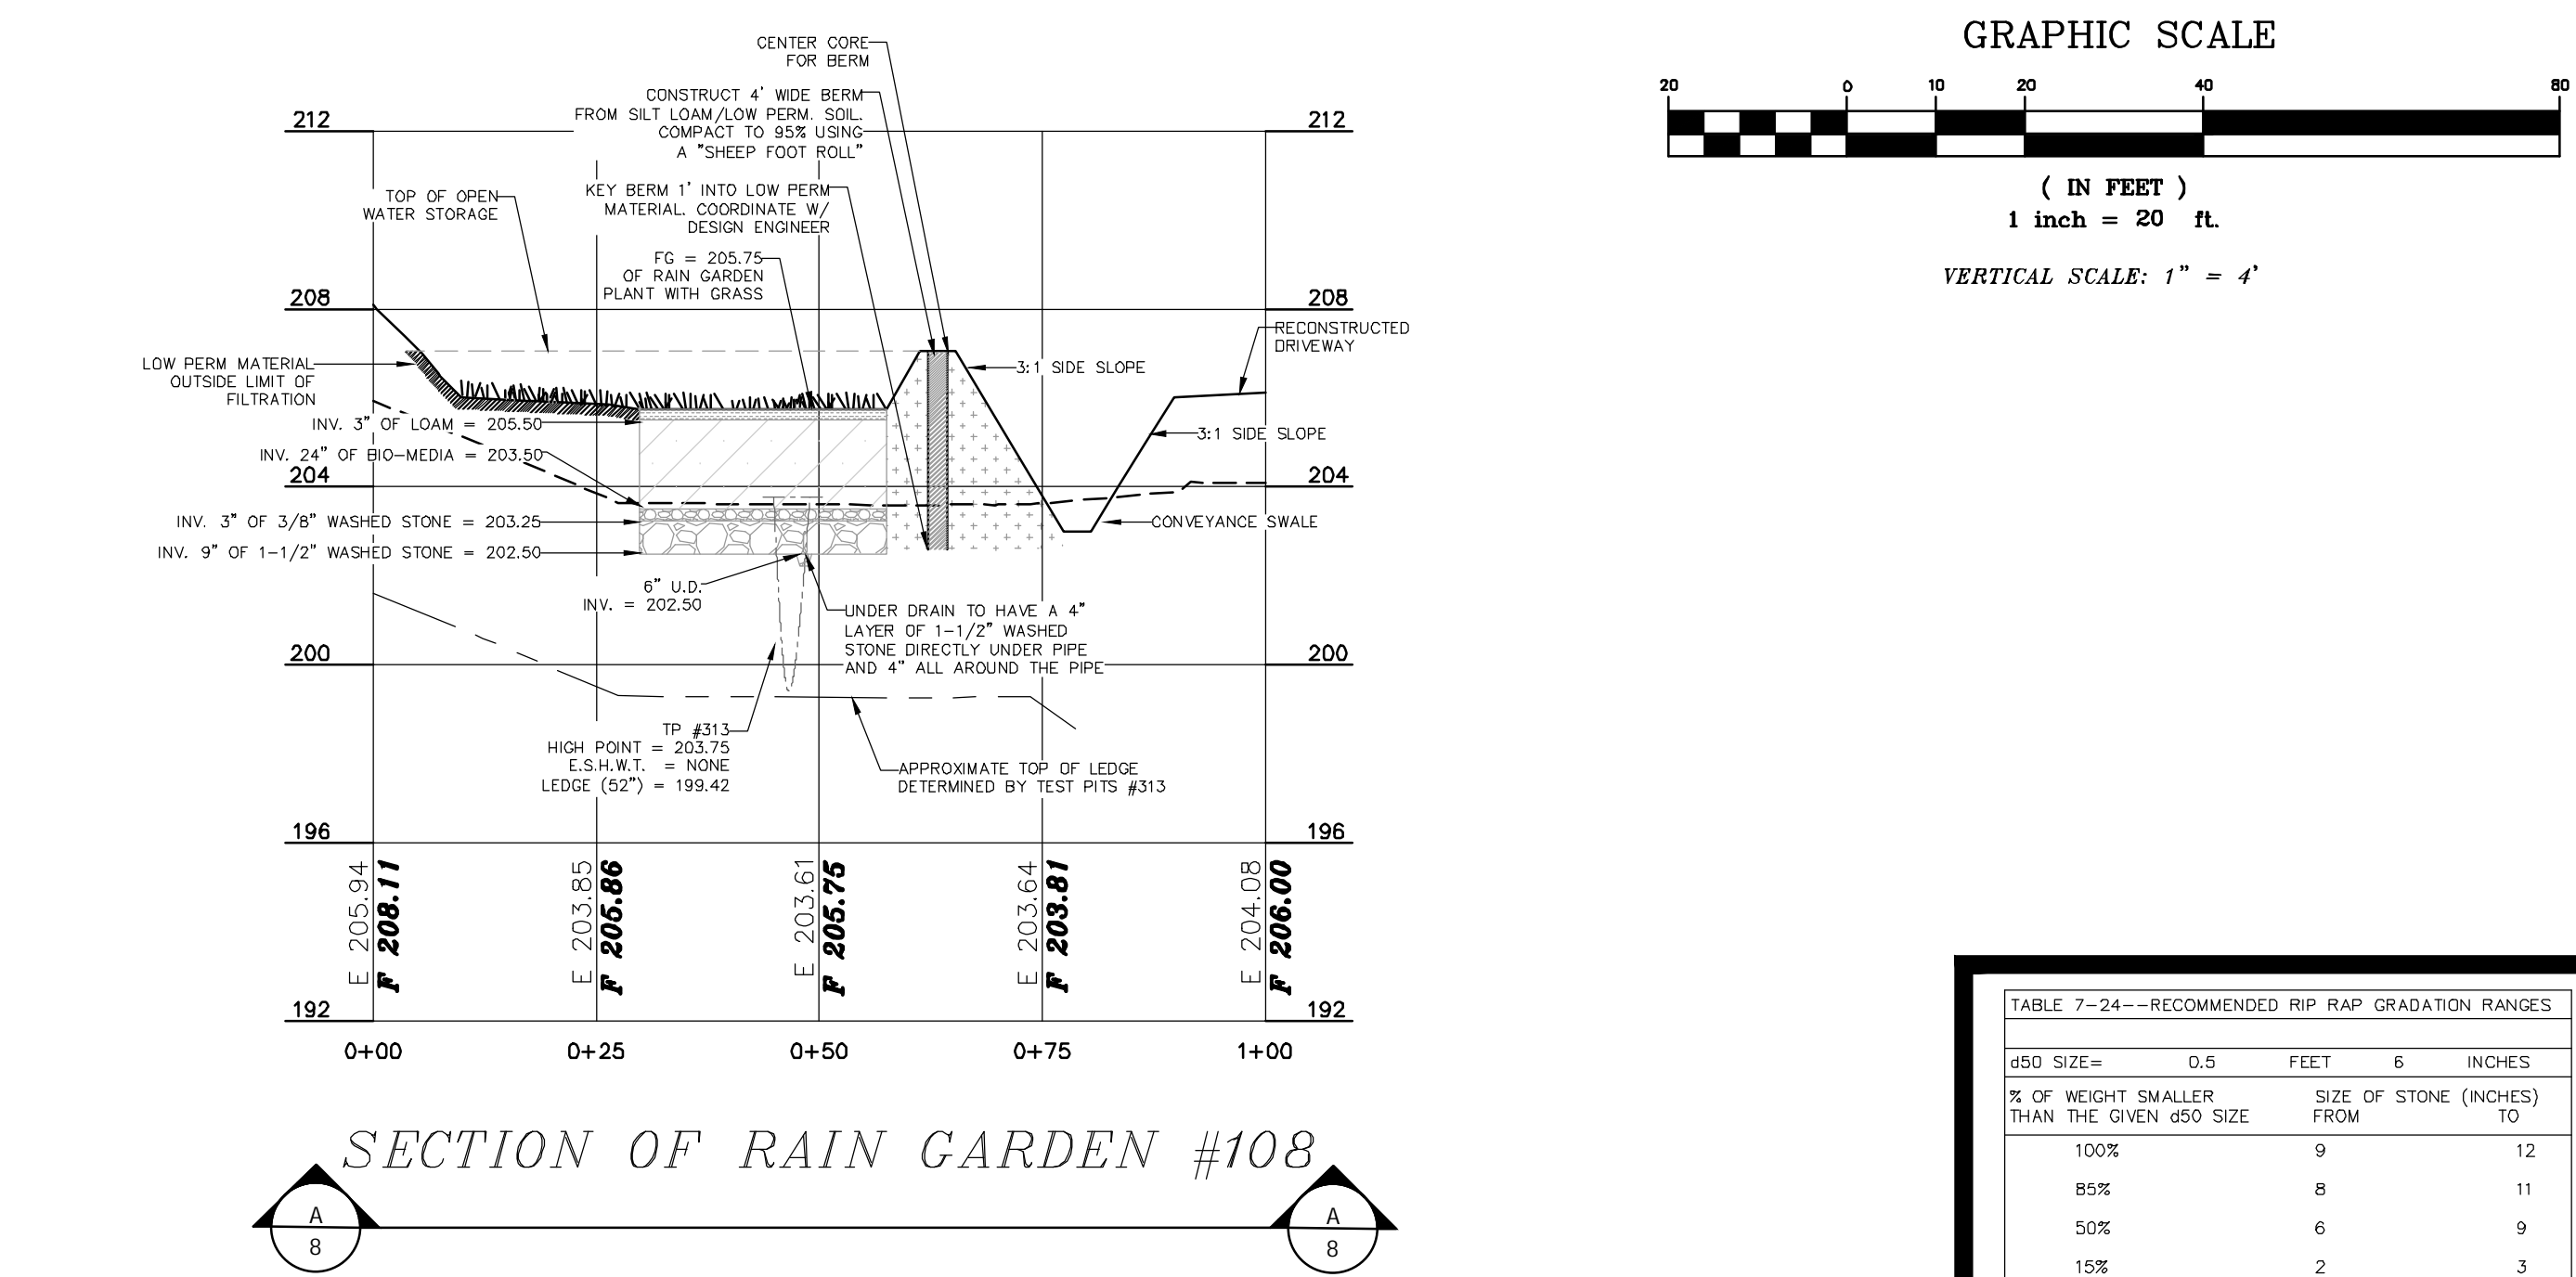 CENTER CORE
FOR BERM
CONSTRUCT 4' WIDE BERM
FROM SILT LOAM/LOW PERM. SOIL.
COMPACT TO 95% USING
A "SHEEP FOOT ROLL"
212
212
TOP OF OPEN
WATER STORAGE
KEY BERM 1' INTO LOW PERM
MATERIAL. COORDINATE W/
DESIGN ENGINEER
FG = 205.75
OF RAIN GARDEN
PLANT WITH GRASS
208
208
RECONSTRUCTED
DRIVEWAY
LOW PERM MATERIAL
OUTSIDE LIMIT OF
FILTRATION
3:1 SIDE SLOPE
INV. 3" OF LOAM = 205.50
3:1 SIDE SLOPE
INV. 24" OF BIO-MEDIA = 203.50
204
204
INV. 3" OF 3/8" WASHED STONE = 203.25
CONVEYANCE SWALE
INV. 9" OF 1-1/2" WASHED STONE = 202.50
6" U.D.
INV. = 202.50
UNDER DRAIN TO HAVE A 4"
LAYER OF 1-1/2" WASHED
STONE DIRECTLY UNDER PIPE
AND 4" ALL AROUND THE PIPE
200
200
TP #313
HIGH POINT = 203.75
E.S.H.W.T. = NONE
LEDGE (52") = 199.42
APPROXIMATE TOP OF LEDGE
DETERMINED BY TEST PITS #313
196
196
E 205.94
F 208.11
E 203.85
F 205.86
E 203.61
F 205.75
E 203.64
F 203.81
E 204.08
F 206.00
192
192
0+00 0+25 0+50 0+75 1+00
SECTION OF RAIN GARDEN #108
A
8
A
8
GRAPHIC SCALE
20 0 10 20 40 80
( IN FEET )
1 inch = 20 ft.
VERTICAL SCALE: 1" = 4'
TABLE 7-24--RECOMMENDED RIP RAP GRADATION RANGES
d50 SIZE= 0.5 FEET 6 INCHES
% OF WEIGHT SMALLER SIZE OF STONE (INCHES)
THAN THE GIVEN d50 SIZE FROM TO
100% 9 12
85% 8 11
50% 6 9
15% 2 3